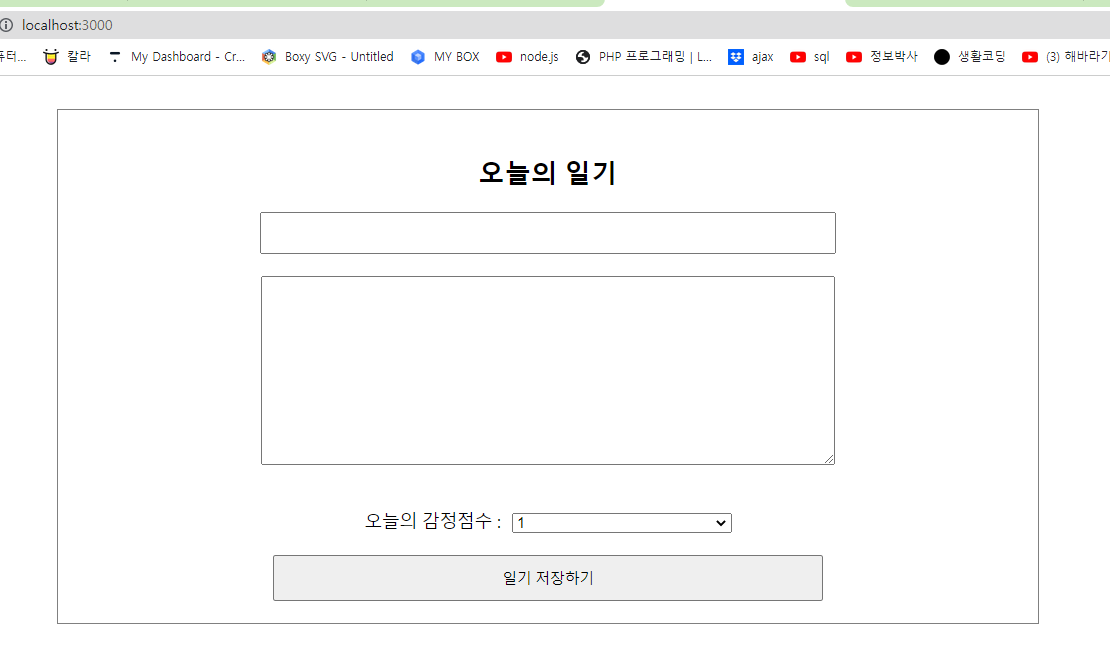 localhost:3000
퓨터... 칼라 My Dashboard - Cr... Boxy SVG - Untitled MY BOX node.js PHP 프로그래밍 | L... ajax sql 정보박사 생활코딩 (3) 해바라기
오늘의 일기
오늘의 감정점수 : 1
일기 저장하기